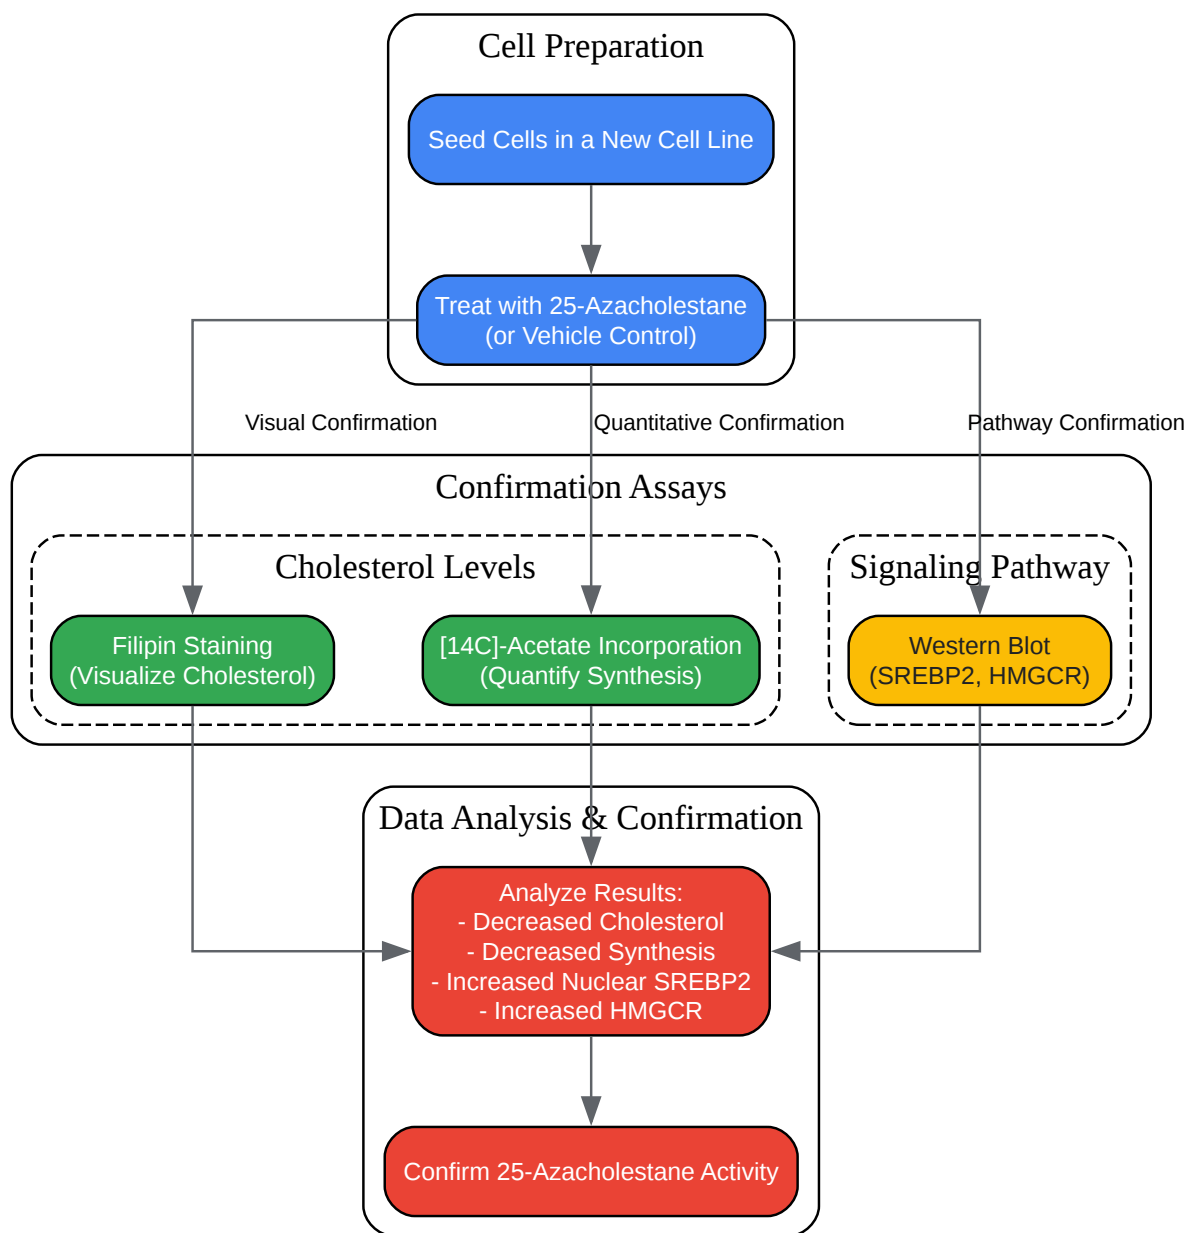 Cell Preparation
Seed Cells in a New Cell Line
Treat with 25-Azacholestane
(or Vehicle Control)
Visual Confirmation
Quantitative Confirmation
Pathway Confirmation
Confirmation Assays
Cholesterol Levels
Signaling Pathway
Filipin Staining
(Visualize Cholesterol)
[14C]-Acetate Incorporation
(Quantify Synthesis)
Western Blot
(SREBP2, HMGCR)
Data Analysis & Confirmation
Analyze Results:
- Decreased Cholesterol
- Decreased Synthesis
- Increased Nuclear SREBP2
- Increased HMGCR
Confirm 25-Azacholestane Activity